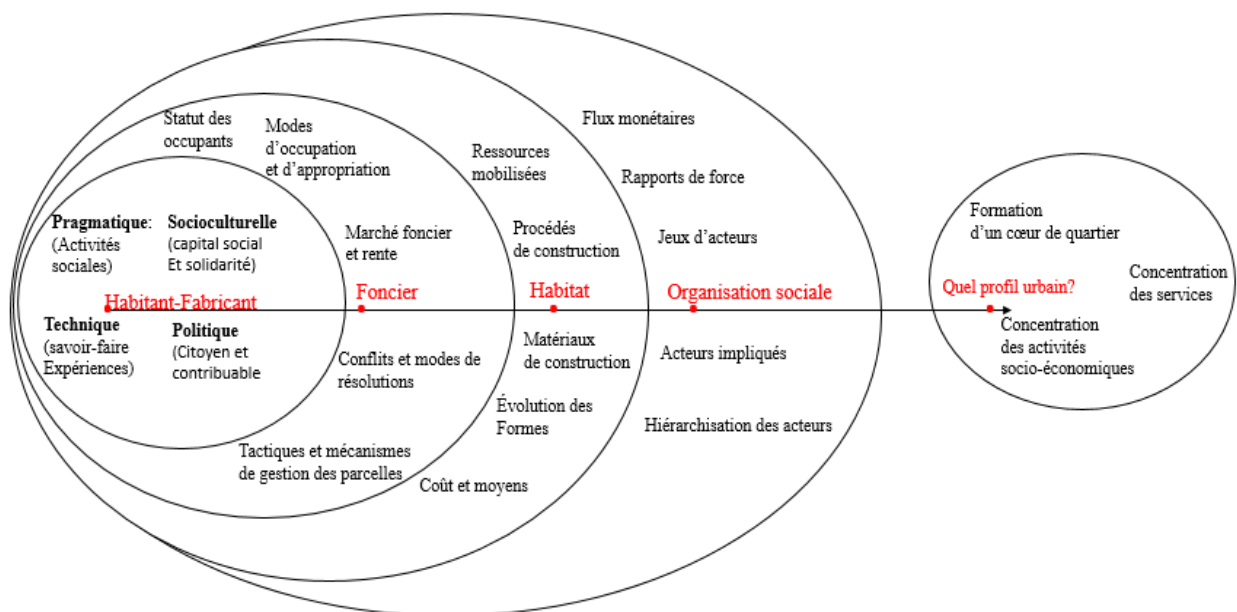 Pragmatique:
(Activités
sociales)
Socioculturelle
(capital social
Et solidarité)
Habitant-Fabricant
Technique
(savoir-faire
Expériences)
Politique
(Citoyen et
contribuable
Statut des
occupants
Modes
d’occupation
et d’appropriation
Marché foncier
et rente
Foncier
Conflits et modes de
résolutions
Tactiques et mécanismes
de gestion des parcelles
Ressources
mobilisées
Procédés
de construction
Habitat
Matériaux
de construction
Évolution des
Formes
Coût et moyens
Flux monétaires
Rapports de force
Jeux d’acteurs
Organisation sociale
Acteurs impliqués
Hiérarchisation des acteurs
Formation
d’un cœur de quartier
Concentration
des services
Quel profil urbain?
Concentration
des activités
socio-économiques